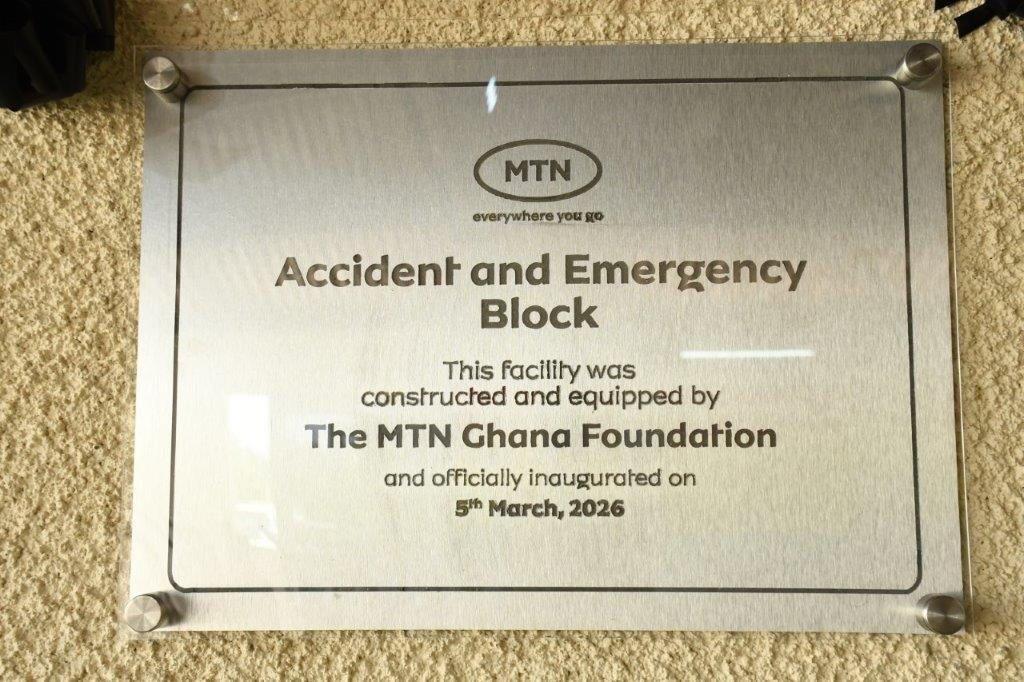 MTN
everywhere you go
Accident and Emergency
Block
This facility was
constructed and equipped by
The MTN Ghana Foundation
and officially inaugurated on
5th March, 2026